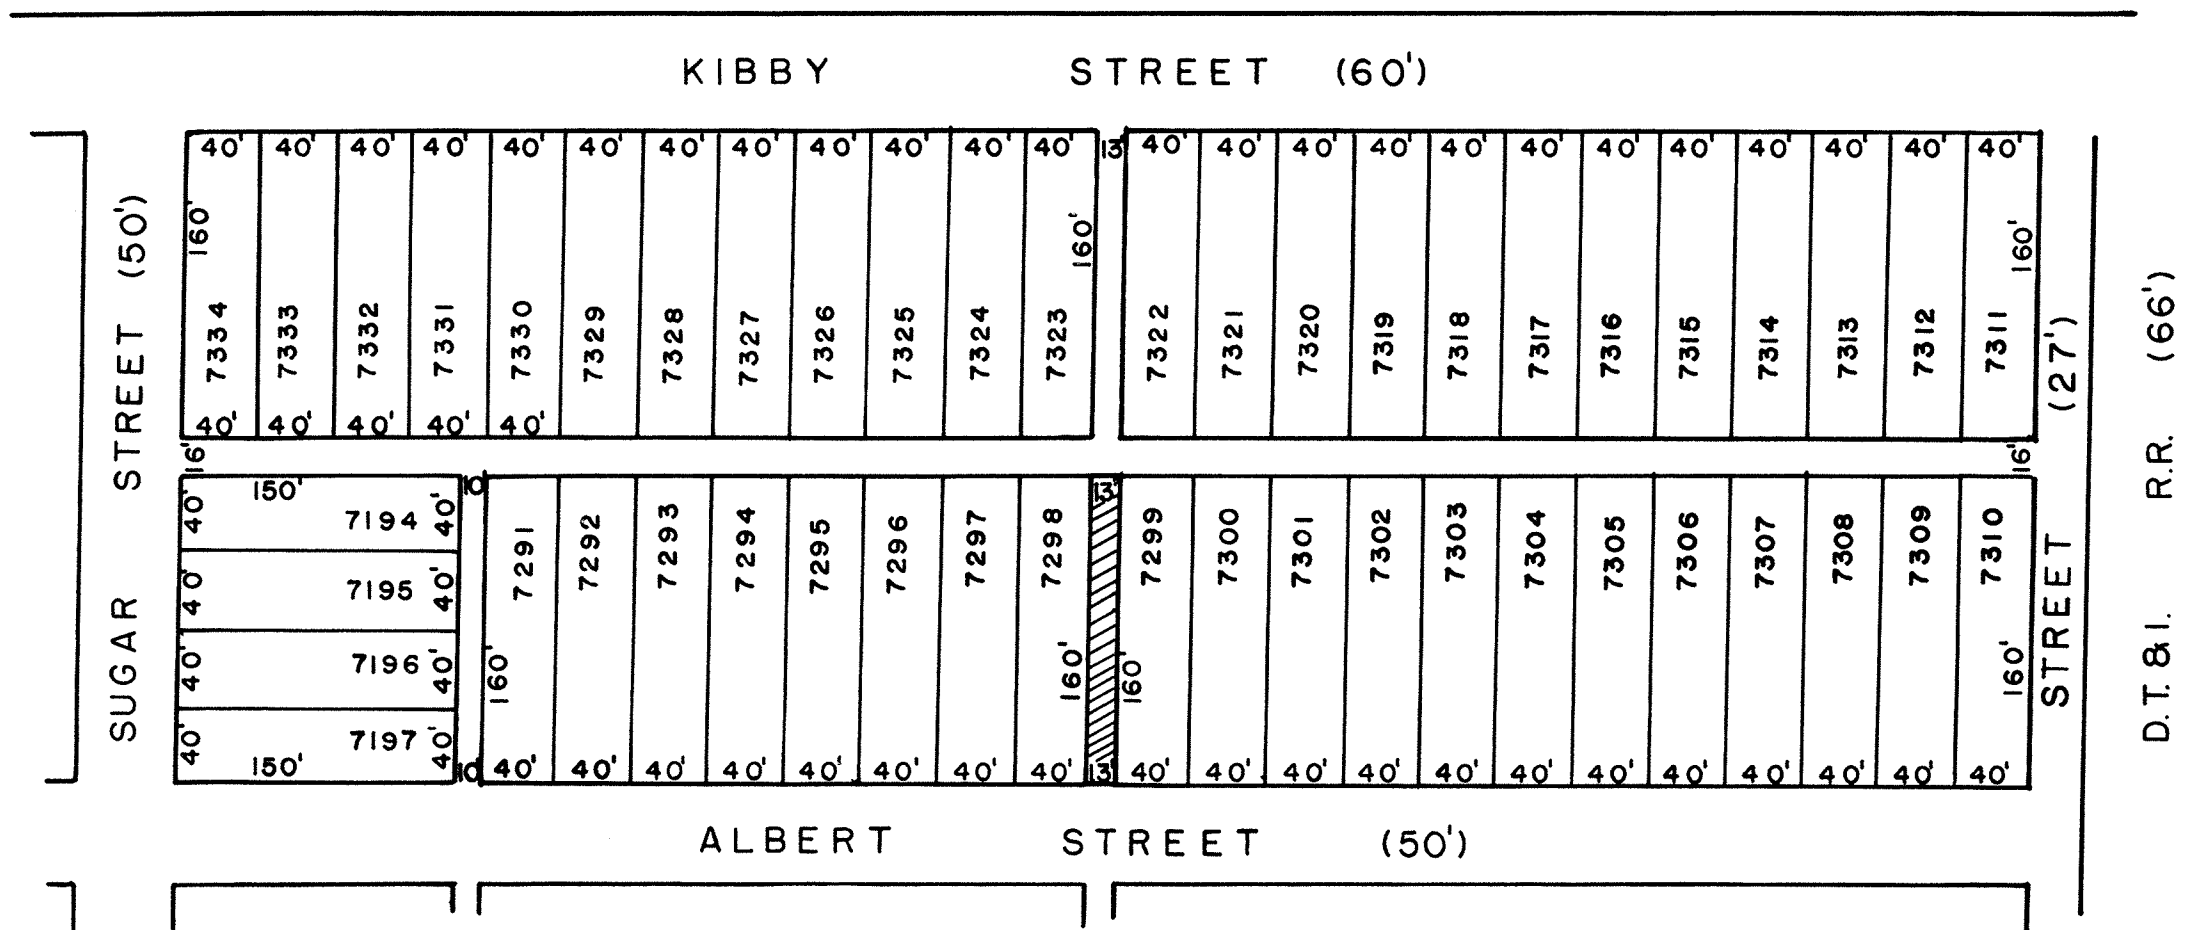 KIBBY STREET (60')
40' 40' 40' 40' 40' 40' 40' 40' 40' 40' 40' 40' 13' 40' 40' 40' 40' 40' 40' 40' 40' 40' 40' 40' 40'
160' 160' 160'
7334 7333 7332 7331 7330 7329 7328 7327 7326 7325 7324 7323 7322 7321 7320 7319 7318 7317 7316 7315 7314 7313 7312 7311
40' 40' 40' 40' 40'
16' 16'
SUGAR STREET (50')
150' 10' 13'
40' 7194 40'
40' 7195 40'
40' 7196 40'
40' 7197 40'
150' 10'
7291 7292 7293 7294 7295 7296 7297 7298 7299 7300 7301 7302 7303 7304 7305 7306 7307 7308 7309 7310
160' 160' 160' 160'
40' 40' 40' 40' 40' 40' 40' 40' 13' 40' 40' 40' 40' 40' 40' 40' 40' 40' 40' 40' 40'
STREET (27')
D.T. & I. R.R. (66')
ALBERT STREET (50')